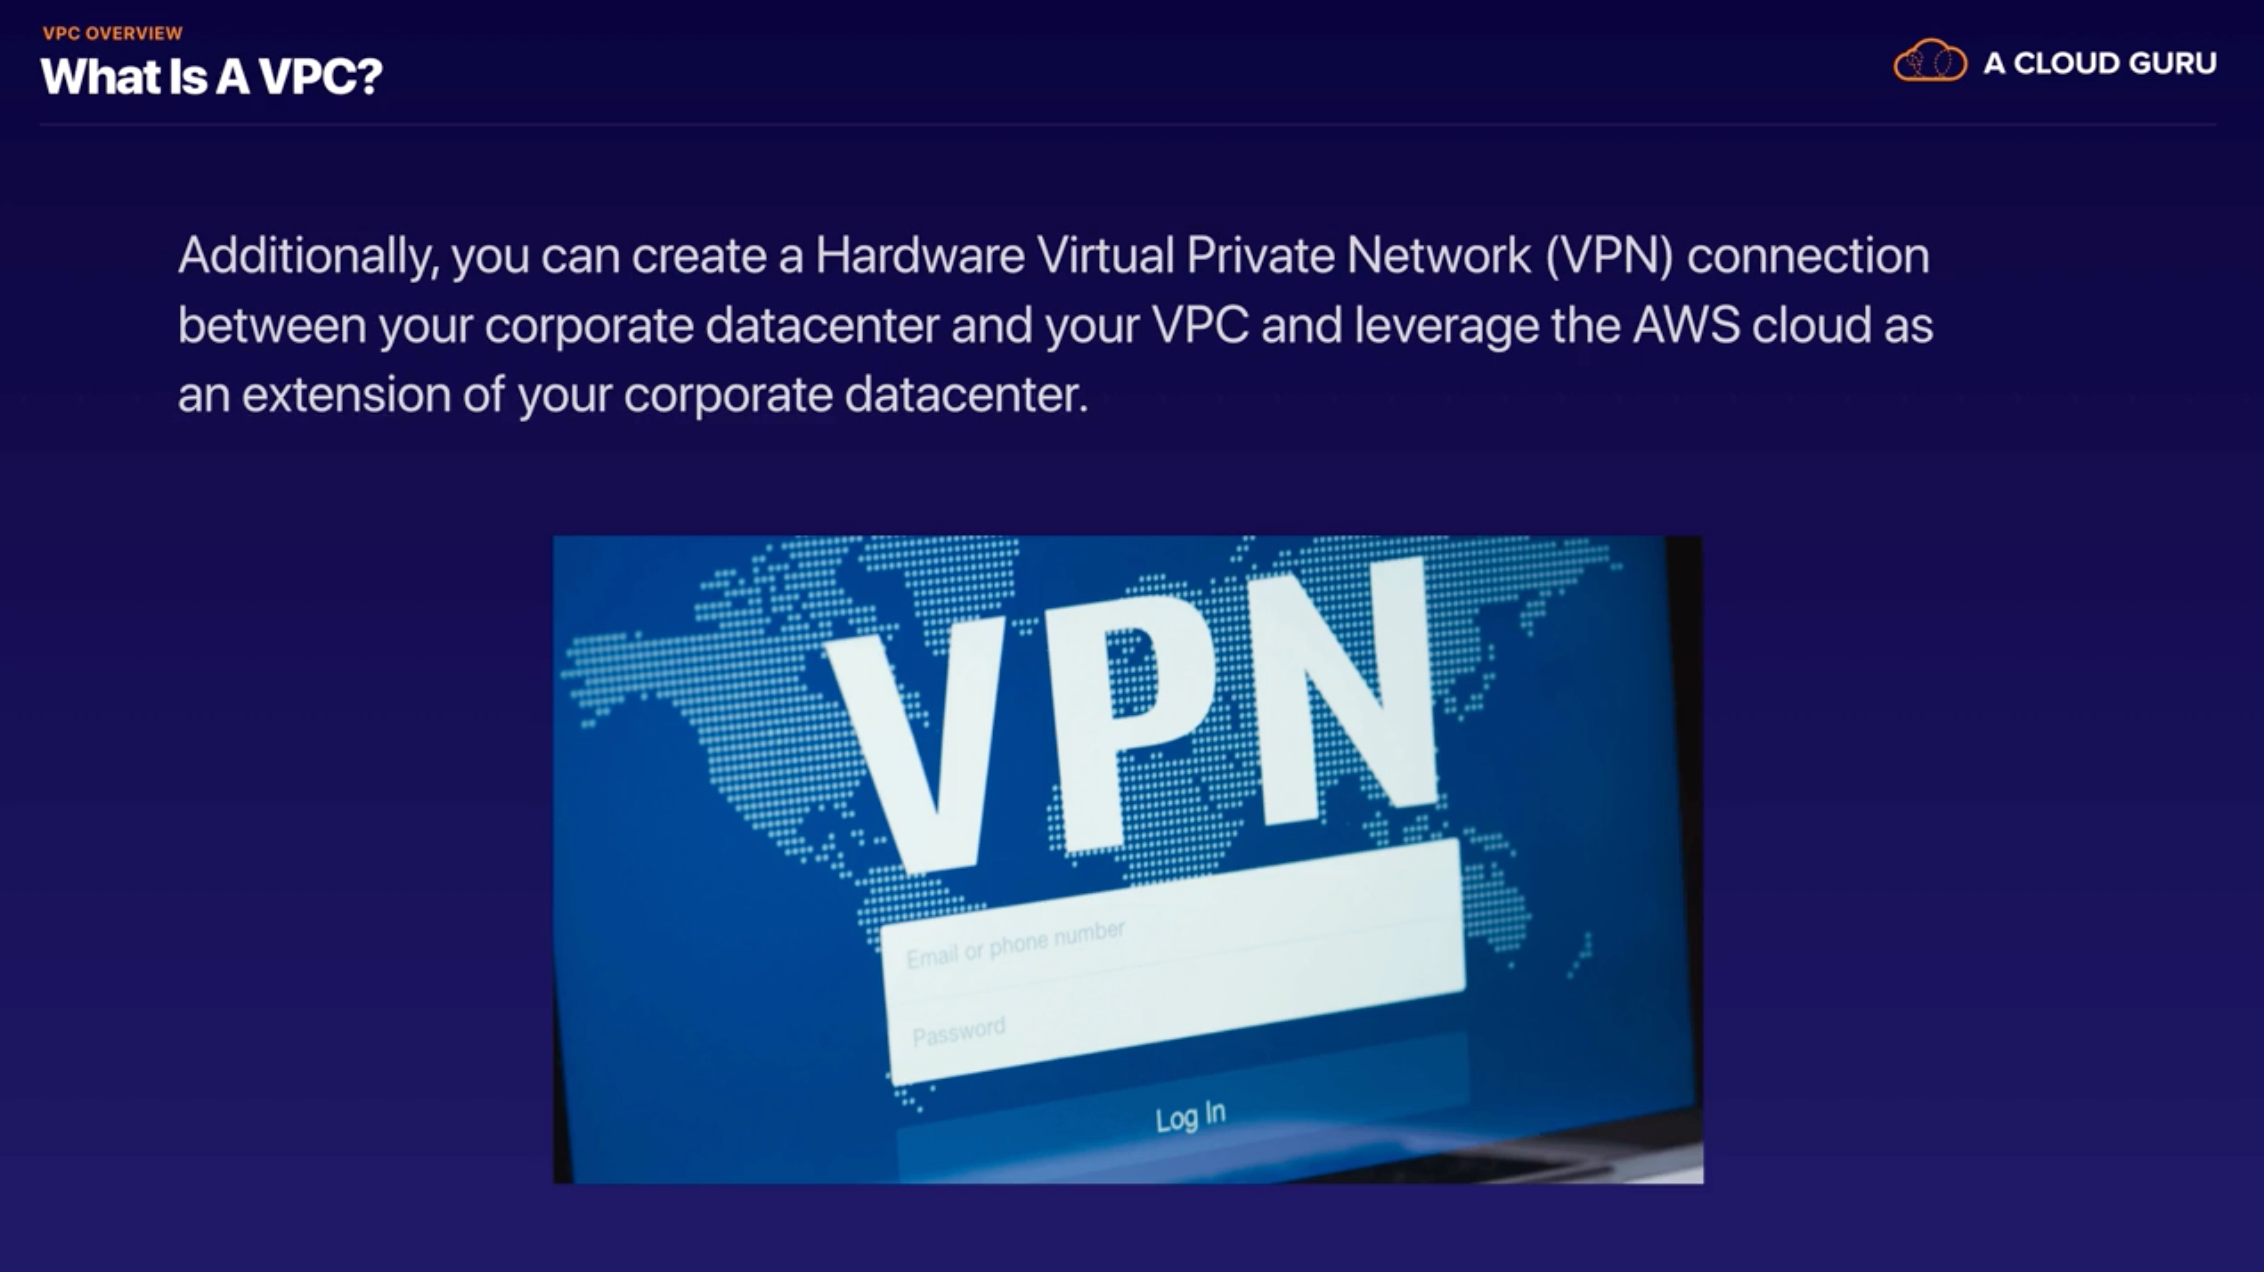 VPC OVERVIEW
What Is A VPC?
A CLOUD GURU
Additionally, you can create a Hardware Virtual Private Network (VPN) connection
between your corporate datacenter and your VPC and leverage the AWS cloud as
an extension of your corporate datacenter.
VPN
Email or phone number
Password
Log In